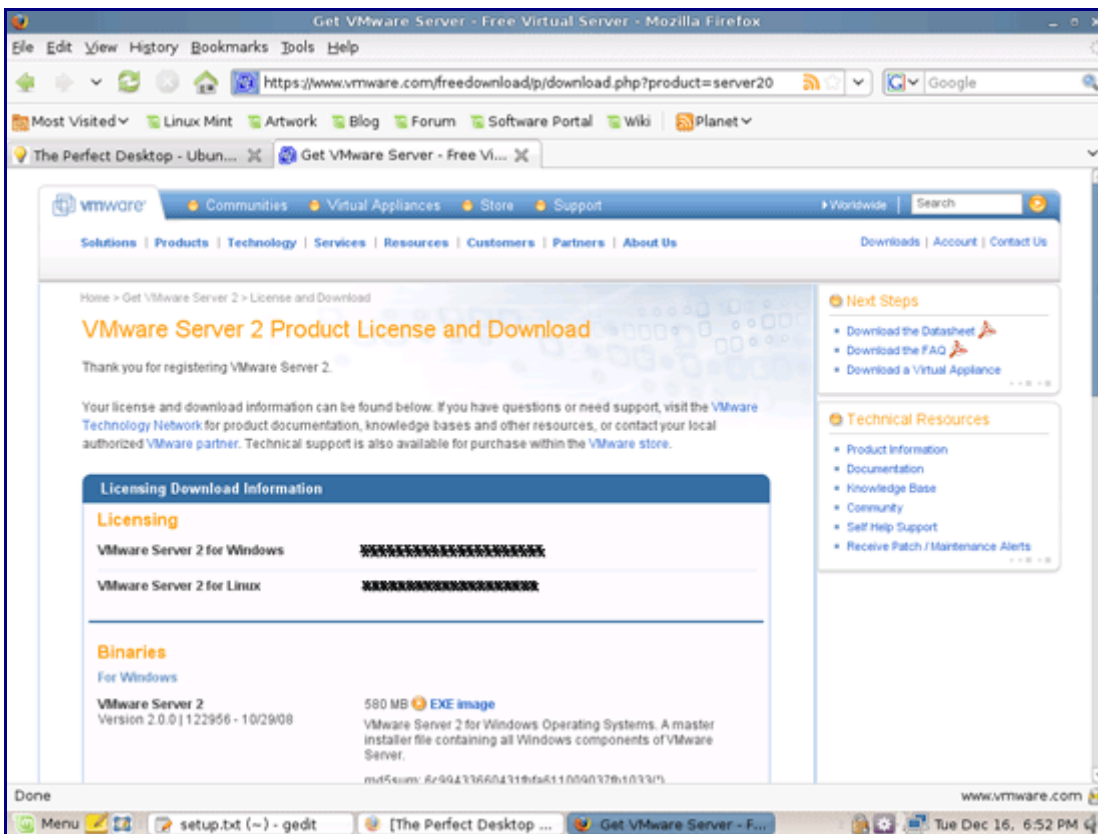 Get VMware Server - Free Virtual Server - Mozilla Firefox
File Edit View History Bookmarks Tools Help
https://www.vmware.com/freedownload/p/download.php?product=server20 Google
Most Visited Linux Mint Artwork Blog Forum Software Portal Wiki Planet
The Perfect Desktop - Ubun... Get VMware Server - Free Vi...
vmware Communities Virtual Appliances Store Support Worldwide Search
Solutions | Products | Technology | Services | Resources | Customers | Partners | About Us Downloads | Account | Contact Us
Home > Get VMware Server 2 > License and Download
VMware Server 2 Product License and Download
Thank you for registering VMware Server 2.
Your license and download information can be found below. If you have questions or need support, visit the VMware
Technology Network for product documentation, knowledge bases and other resources, or contact your local
authorized VMware partner. Technical support is also available for purchase within the VMware store.
Licensing Download Information
Licensing
VMware Server 2 for Windows
VMware Server 2 for Linux
Binaries
For Windows
VMware Server 2 580 MB EXE image
Version 2.0.0 | 122956 - 10/29/08
VMware Server 2 for Windows Operating Systems. A master
installer file containing all Windows components of VMware
Server.
md5sum:
Next Steps
Download the Datasheet
Download the FAQ
Download a Virtual Appliance
Technical Resources
Product Information
Documentation
Knowledge Base
Community
Self Help Support
Receive Patch / Maintenance Alerts
Done www.vmware.com
Menu setup.txt (~) - gedit [The Perfect Desktop ... Get VMware Server - F... Tue Dec 16, 6:52 PM